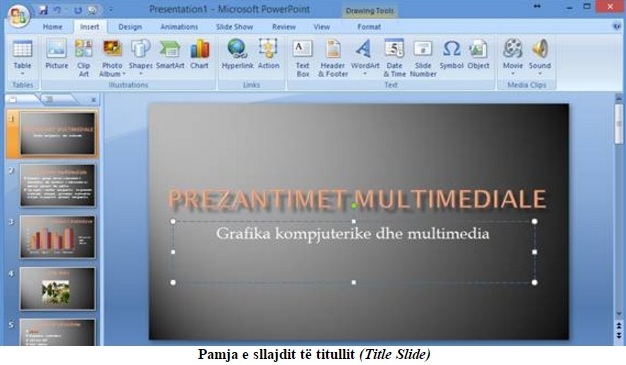 Presentation1 - Microsoft PowerPoint
Drawing Tools
Home Insert Design Animations Slide Show Review View Format
Table Picture Clip Art Photo Album Shapes SmartArt Chart Hyperlink Action Text Box Header & Footer WordArt Date & Time Slide Number Symbol Object Movie Sound
Tables Illustrations Links Text Media Clips
1
2
3
4
5
PREZANTIMET MULTIMEDIALE
Grafika kompjuterike dhe multimedia
Pamja e sllajdit të titullit (Title Slide)